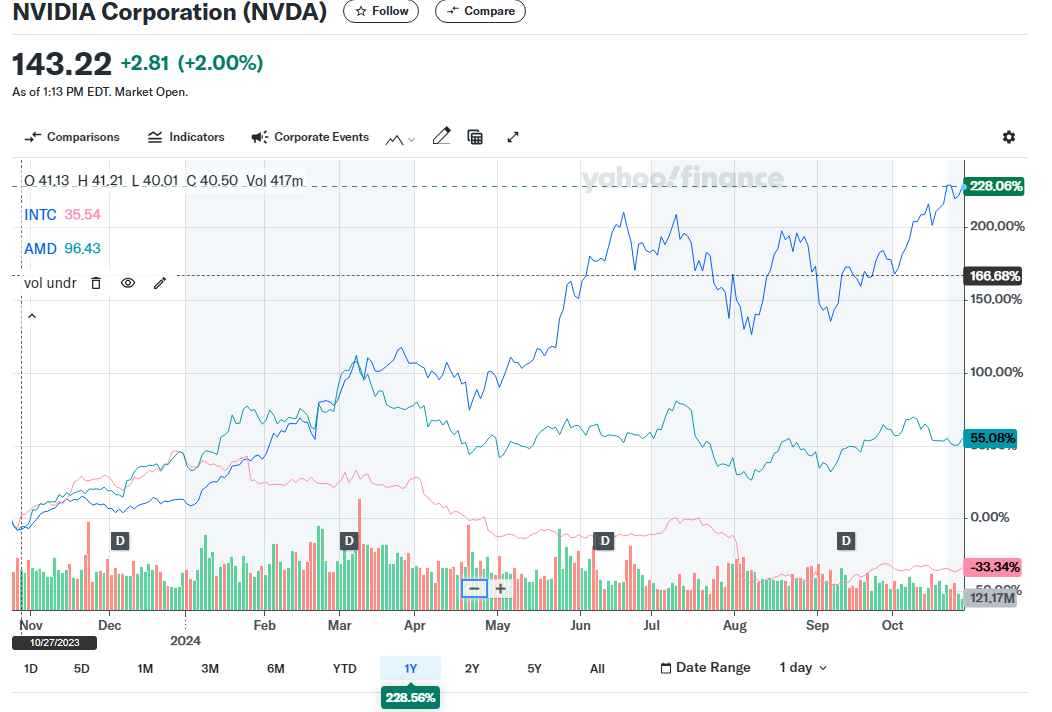 NVIDIA Corporation (NVDA) Follow Compare
143.22 +2.81 (+2.00%)
As of 1:13 PM EDT. Market Open.
Comparisons Indicators Corporate Events
O 41.13 H 41.21 L 40.01 C 40.50 Vol 417m
yahoo!finance
228.06%
INTC 35.54
200.00%
AMD 96.43
166.68%
vol undr
150.00%
100.00%
55.08%
0.00%
D D D D
-33.34%
121.17M
Nov Dec Feb Mar Apr May Jun Jul Aug Sep Oct
10/27/2023 2024
1D 5D 1M 3M 6M YTD 1Y 2Y 5Y All Date Range 1 day
228.56%